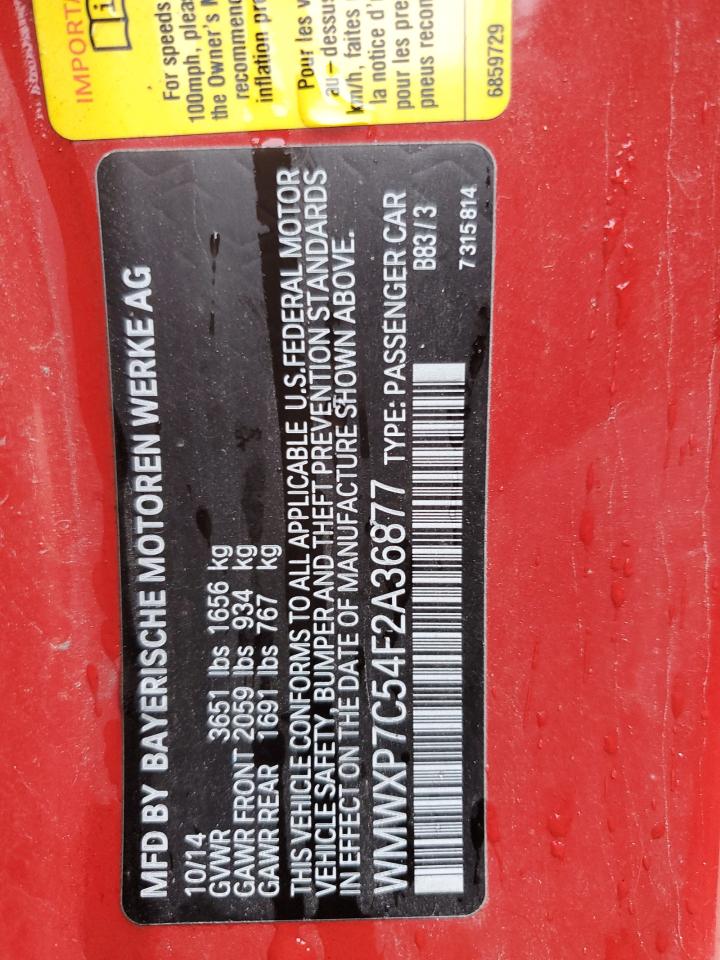 MFD BY BAYERISCHE MOTOREN WERKE AG
10/14
GVWR 3651 lbs 1656 kg
GAWR FRONT 2059 lbs 934 kg
GAWR REAR 1691 lbs 767 kg
THIS VEHICLE CONFORMS TO ALL APPLICABLE U.S.FEDERAL MOTOR
VEHICLE SAFETY, BUMPER AND THEFT PREVENTION STANDARDS
IN EFFECT ON THE DATE OF MANUFACTURE SHOWN ABOVE.
WMWXP7C54F2A36877 TYPE: PASSENGER CAR
B83/3
7315814
IMPORTA
For speeds
100mph, pleas
the Owner's M
recommend
inflation pre
Pour les v
au-dessus
km/h, faites
la notice d'
pour les pre
pneus recom
6859729